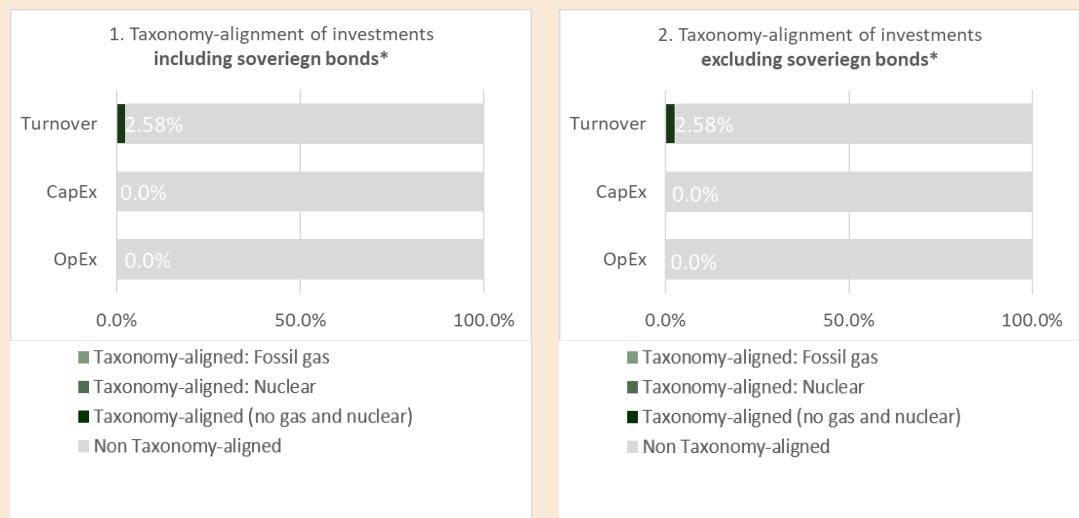 1. Taxonomy-alignment of investments
including soveriegn bonds*
Turnover
2.58%
CapEx
0.0%
OpEx
0.0%
0.0%
50.0%
100.0%
Taxonomy-aligned: Fossil gas
Taxonomy-aligned: Nuclear
Taxonomy-aligned (no gas and nuclear)
Non Taxonomy-aligned
2. Taxonomy-alignment of investments
excluding soveriegn bonds*
Turnover
2.58%
CapEx
0.0%
OpEx
0.0%
0.0%
50.0%
100.0%
Taxonomy-aligned: Fossil gas
Taxonomy-aligned: Nuclear
Taxonomy-aligned (no gas and nuclear)
Non Taxonomy-aligned